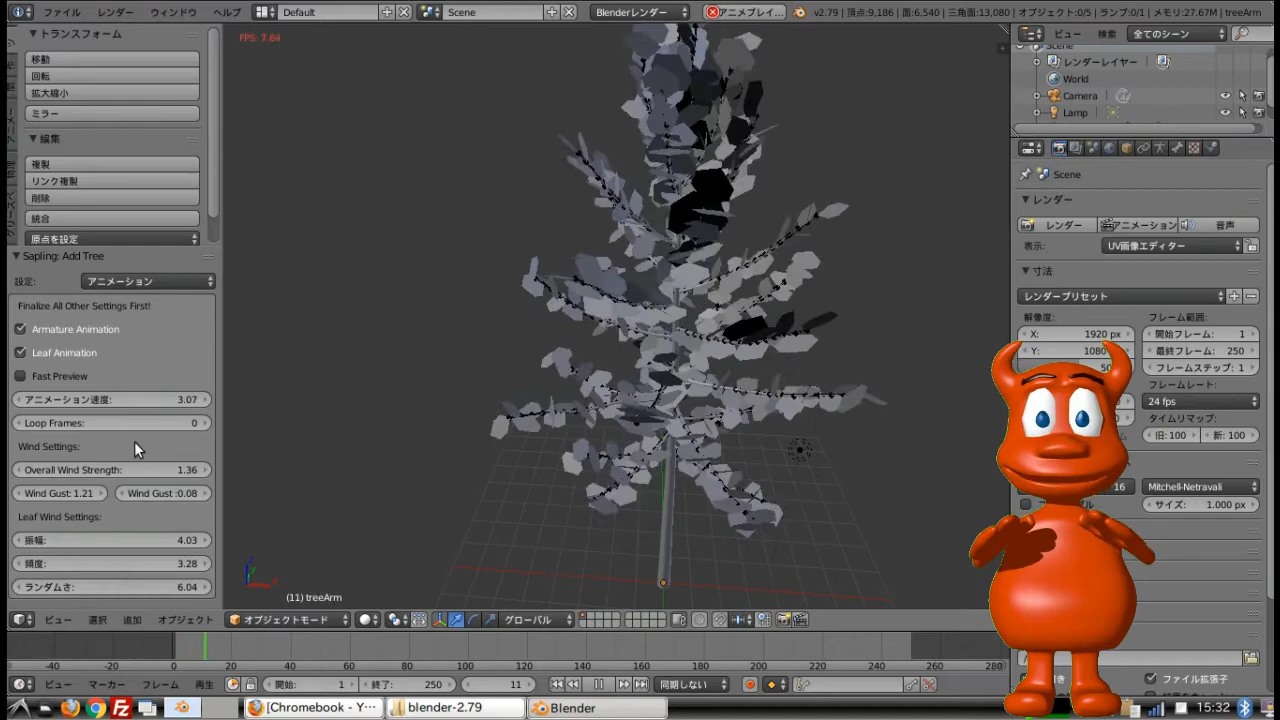 ファイル レンダー ウィンドウ ヘルプ Default Scene Blenderレンダー アニメプレイ... v2.79 | 頂点:9,186 | 面:6,540 | 三角面:13,080 | オブジェクト:0/5 | ランプ:0/1 | メモリ:27.67M | treeArm
トランスフォーム
移動
回転
拡大縮小
ミラー
編集
複製
リンク複製
削除
統合
原点を設定
Sapling: Add Tree
設定: アニメーション
Finalize All Other Settings First!
Armature Animation
Leaf Animation
Fast Preview
アニメーション速度: 3.07
Loop Frames: 0
Wind Settings:
Overall Wind Strength: 1.36
Wind Gust: 1.21 Wind Gust :0.08
Leaf Wind Settings:
振幅: 4.03
頻度: 3.28
ランダムさ: 6.04
FPS: 7.64
(11) treeArm
ビュー 選択 追加 オブジェクト オブジェクトモード グローバル
-40 -20 0 20 40 60 80 100 120 140 160 180 200 220 240 260 280
ビュー マーカー フレーム 再生 開始: 1 終了: 250 11 同期しない
ビュー 検索 全てのシーン
Scene
レンダーレイヤー
World
Camera
Lamp
Scene
レンダー
レンダー アニメーション 音声
表示: UV画像エディター
寸法
レンダープリセット
解像度: フレーム範囲:
X: 1920 px 開始フレーム: 1
Y: 1080 最終フレーム: 250
50 フレームステップ: 1
フレームレート:
24 fps
タイムリマップ:
旧: 100 新: 100
16 Mitchell-Netravali
サイズ: 1.000 px
ファイル拡張子
[Chromebook - Y... blender-2.79 Blender 15:32